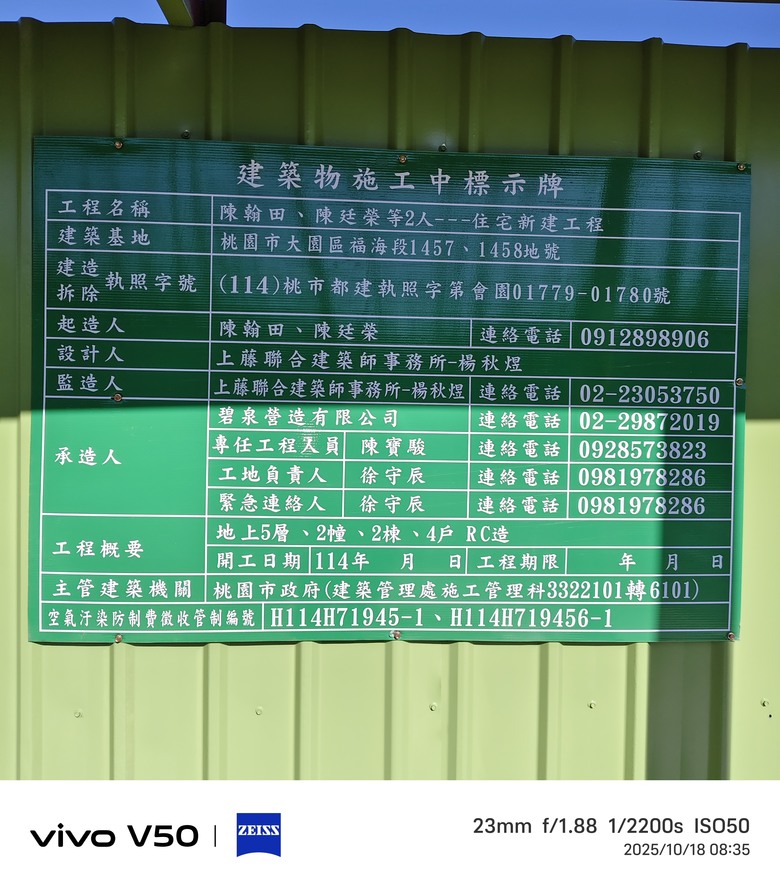 建築物施工中標示牌
工程名稱 陳翰田、陳廷榮等2人---住宅新建工程
建築基地 桃園市大園區福海段1457、1458地號
建造拆除執照字號 (114)桃市都建執照字第會園01779-01780號
起造人 陳翰田、陳廷榮 連絡電話 0912898906
設計人 上藤聯合建築師事務所-楊秋煜
監造人 上藤聯合建築師事務所-楊秋煜 連絡電話 02-23053750
承造人 碧泉營造有限公司 連絡電話 02-29872019
專任工程人員 陳寶駿 連絡電話 0928573823
工地負責人 徐守辰 連絡電話 0981978286
緊急連絡人 徐守辰 連絡電話 0981978286
工程概要 地上5層、2幢、2棟、4戶 RC造
開工日期 114年 月 日 工程期限 年 月 日
主管建築機關 桃園市政府(建築管理處施工管理科3322101轉6101)
空氣汙染防制費徵收管制編號 H114H71945-1、H114H719456-1
vivo V50 ZEISS 23mm f/1.88 1/2200s ISO50
2025/10/18 08:35